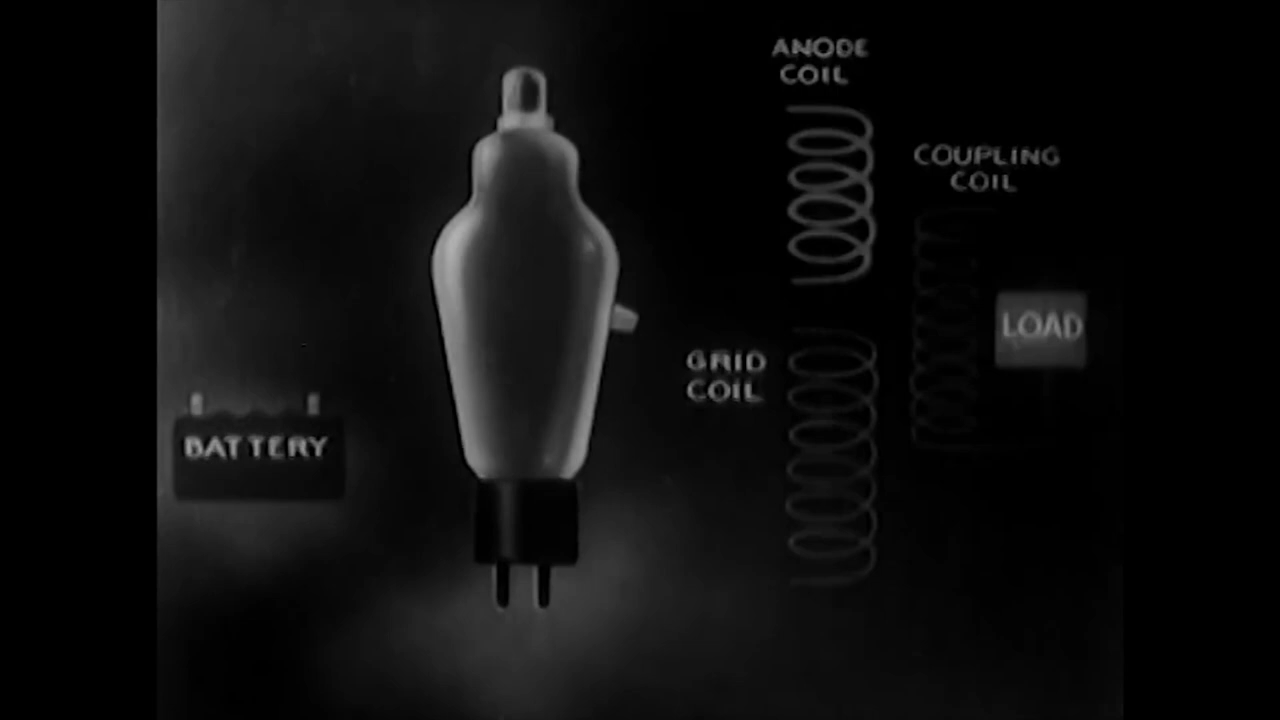 ANODE
COIL
COUPLING
COIL
LOAD
GRID
COIL
BATTERY